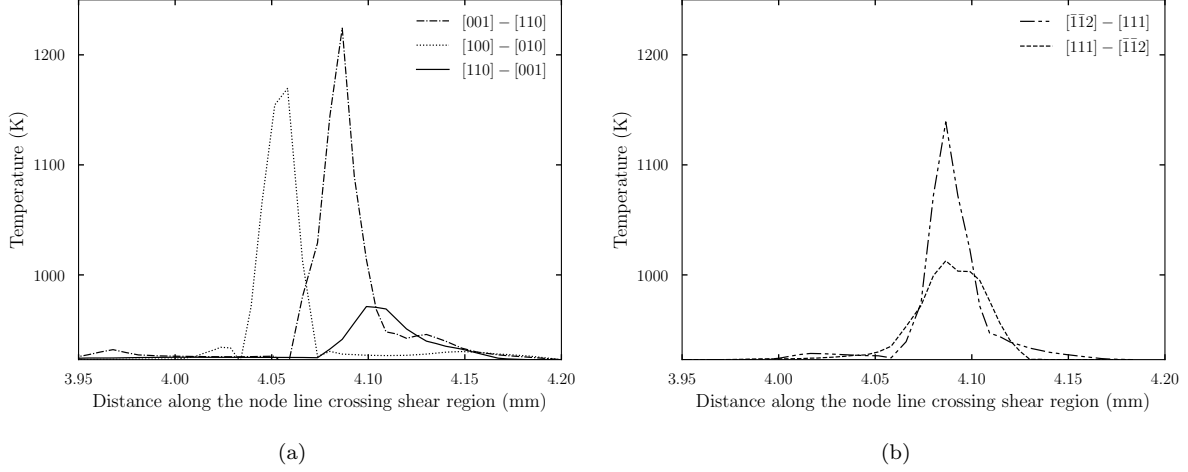 1200
1100
1000
3.95 4.00 4.05 4.10 4.15 4.20
Temperature (K)
Distance along the node line crossing shear region (mm)
[001] − [110]
[100] − [010]
[110] − [001]
(a)
1200
1100
1000
3.95 4.00 4.05 4.10 4.15 4.20
Temperature (K)
Distance along the node line crossing shear region (mm)
[1̄1̄2] − [111]
[111] − [1̄1̄2]
(b)